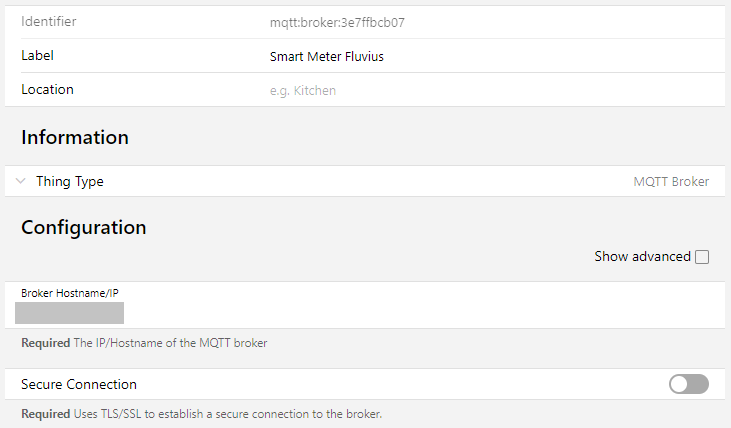 Identifier mqtt:broker:3e7ffbcb07
Label Smart Meter Fluvius
Location e.g. Kitchen
Information
Thing Type MQTT Broker
Configuration
Show advanced
Broker Hostname/IP
Required The IP/Hostname of the MQTT broker
Secure Connection
Required Uses TLS/SSL to establish a secure connection to the broker.